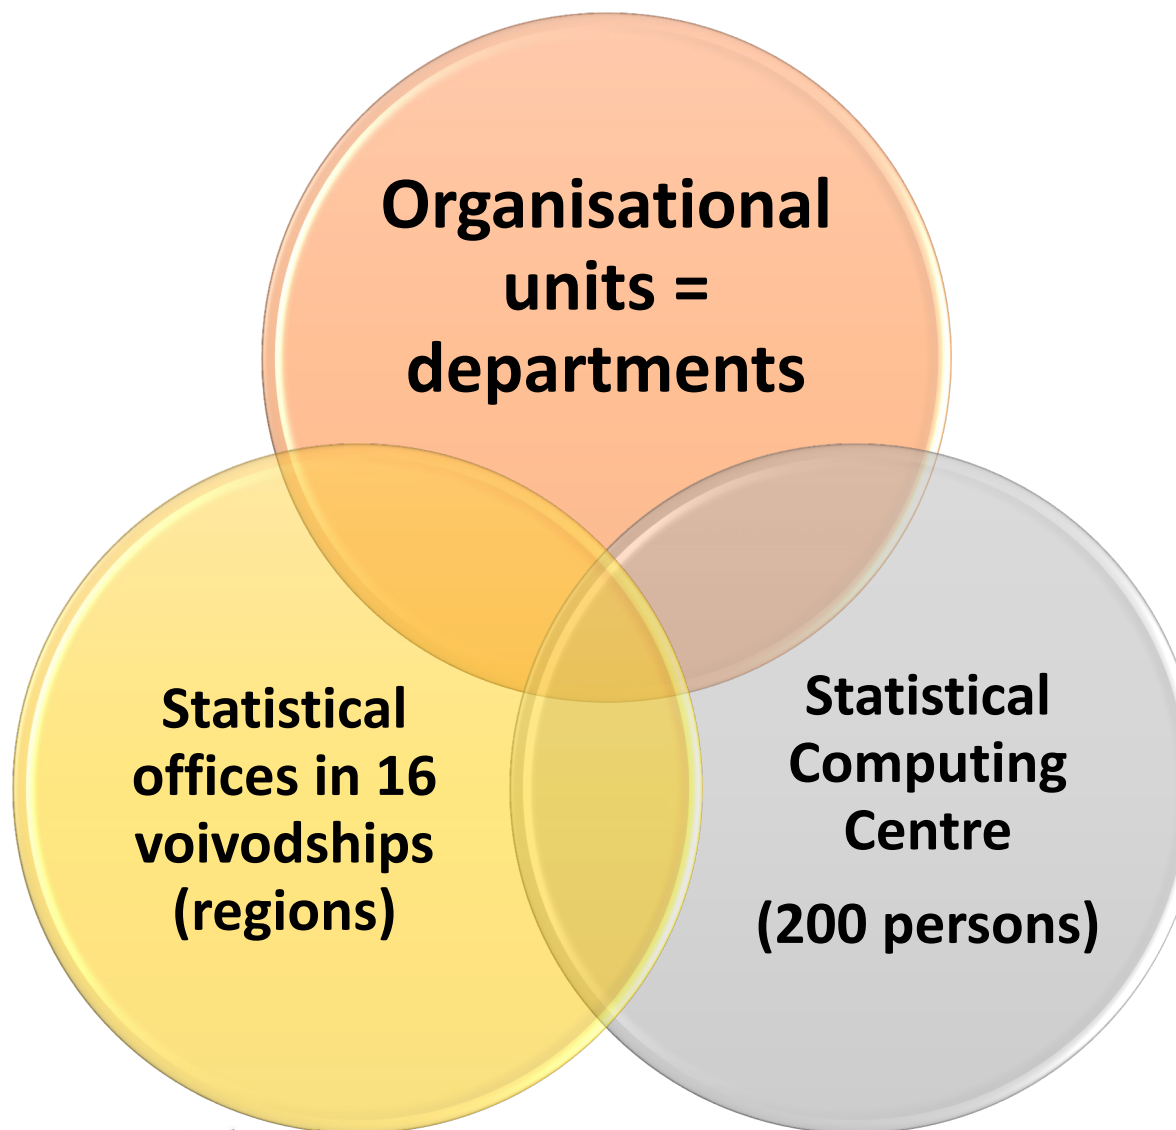 Organisational
units =
departments
Statistical
offices in 16
voivodships
(regions)
Statistical
Computing
Centre
(200 persons)